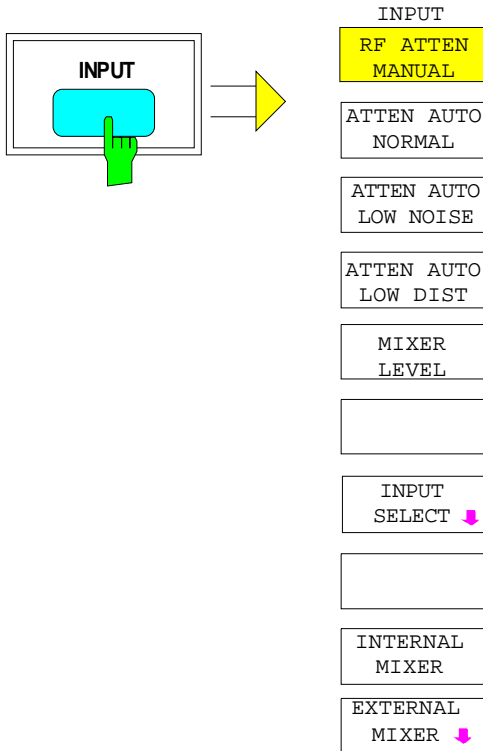 INPUT
INPUT
RF ATTEN
MANUAL
ATTEN AUTO
NORMAL
ATTEN AUTO
LOW NOISE
ATTEN AUTO
LOW DIST
MIXER
LEVEL
INPUT
SELECT
INTERNAL
MIXER
EXTERNAL
MIXER